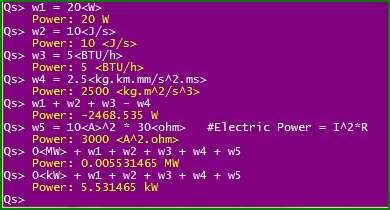 Qs> w1 = 20<W>
Power: 20 W
Qs> w2 = 10<J/s>
Power: 10 <J/s>
Qs> w3 = 5<BTU/h>
Power: 5 <BTU/h>
Qs> w4 = 2.5<kg.km.mm/s^2.ms>
Power: 2500 <kg.m^2/s^3>
Qs> w1 + w2 + w3 - w4
Power: -2468.535 W
Qs> w5 = 10<A>^2 * 30<ohm>   #Electric Power = I^2*R
Power: 3000 <A^2.ohm>
Qs> 0<MW> + w1 + w2 + w3 + w4 + w5
Power: 0.005531465 MW
Qs> 0<kW> + w1 + w2 + w3 + w4 + w5
Power: 5.531465 kW
Qs>